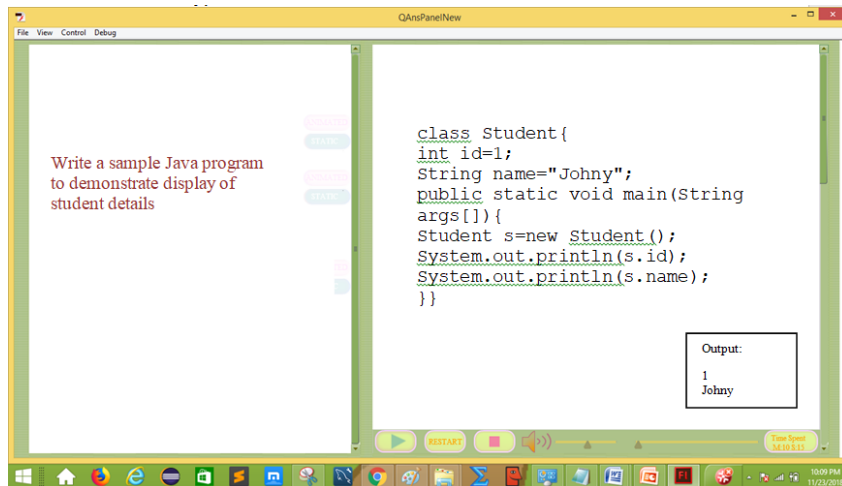 QAnsPanelNew
File View Control Debug
STATIC
Write a sample Java program
to demonstrate display of
student details
STATIC
class Student{
int id=1;
String name="Johny";
public static void main(String
args[]){
Student s=new Student();
System.out.println(s.id);
System.out.println(s.name);
}}
Output:
1
Johny
RESTART
Time Spent
10:09 PM